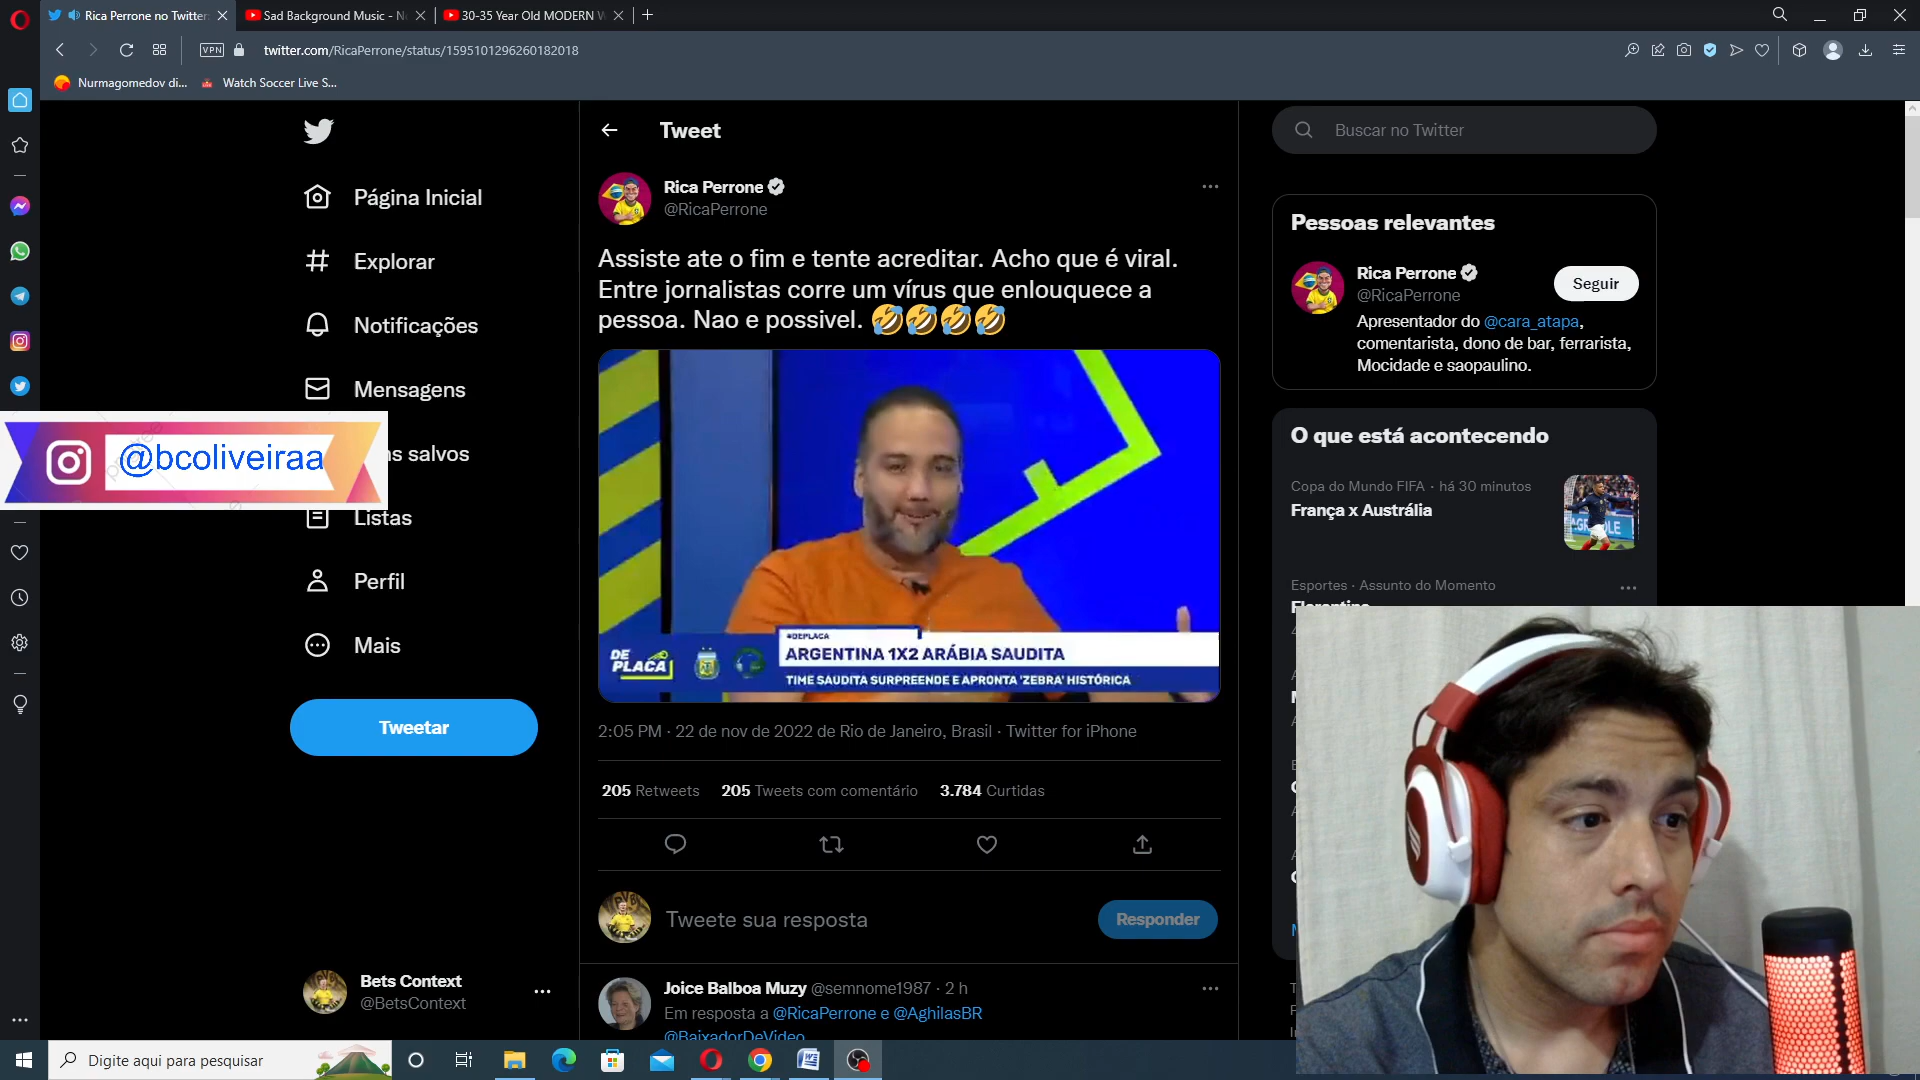 Rica Perrone no Twitter:
Sad Background Music - N
30-35 Year Old MODERN W
VPN
twitter.com/RicaPerrone/status/1595101296260182018
Nurmagomedov di...
Watch Soccer Live S...
Página Inicial
Explorar
Notificações
Mensagens
ns salvos
Listas
Perfil
Mais
Tweetar
@bcoliveiraa
Bets Context
@BetsContext
Tweet
Rica Perrone
@RicaPerrone
Assiste ate o fim e tente acreditar. Acho que é viral.
Entre jornalistas corre um vírus que enlouquece a
pessoa. Nao e possivel. 🤣🤣🤣🤣
#DEPLACA
DE PLACA
ARGENTINA 1X2 ARÁBIA SAUDITA
TIME SAUDITA SURPREENDE E APRONTA 'ZEBRA' HISTÓRICA
2:05 PM · 22 de nov de 2022 de Rio de Janeiro, Brasil · Twitter for iPhone
205 Retweets 205 Tweets com comentário 3.784 Curtidas
Tweete sua resposta
Responder
Joice Balboa Muzy @semnome1987 · 2 h
Em resposta a @RicaPerrone e @AghilasBR
@BaixadorDeVideo
Buscar no Twitter
Pessoas relevantes
Rica Perrone
@RicaPerrone
Seguir
Apresentador do @cara_atapa,
comentarista, dono de bar, ferrarista,
Mocidade e saopaulino.
O que está acontecendo
Copa do Mundo FIFA · há 30 minutos
França x Austrália
Esportes · Assunto do Momento
Digite aqui para pesquisar